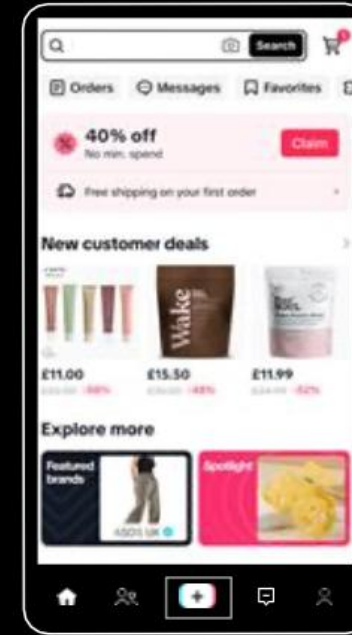 Search
Orders Messages Favorites
40% off
No min. spend
Claim
Free shipping on your first order
New customer deals
Wake
£11.00 £15.50 £11.99
Explore more
Featured
brands
ASOS UK
Spotlight